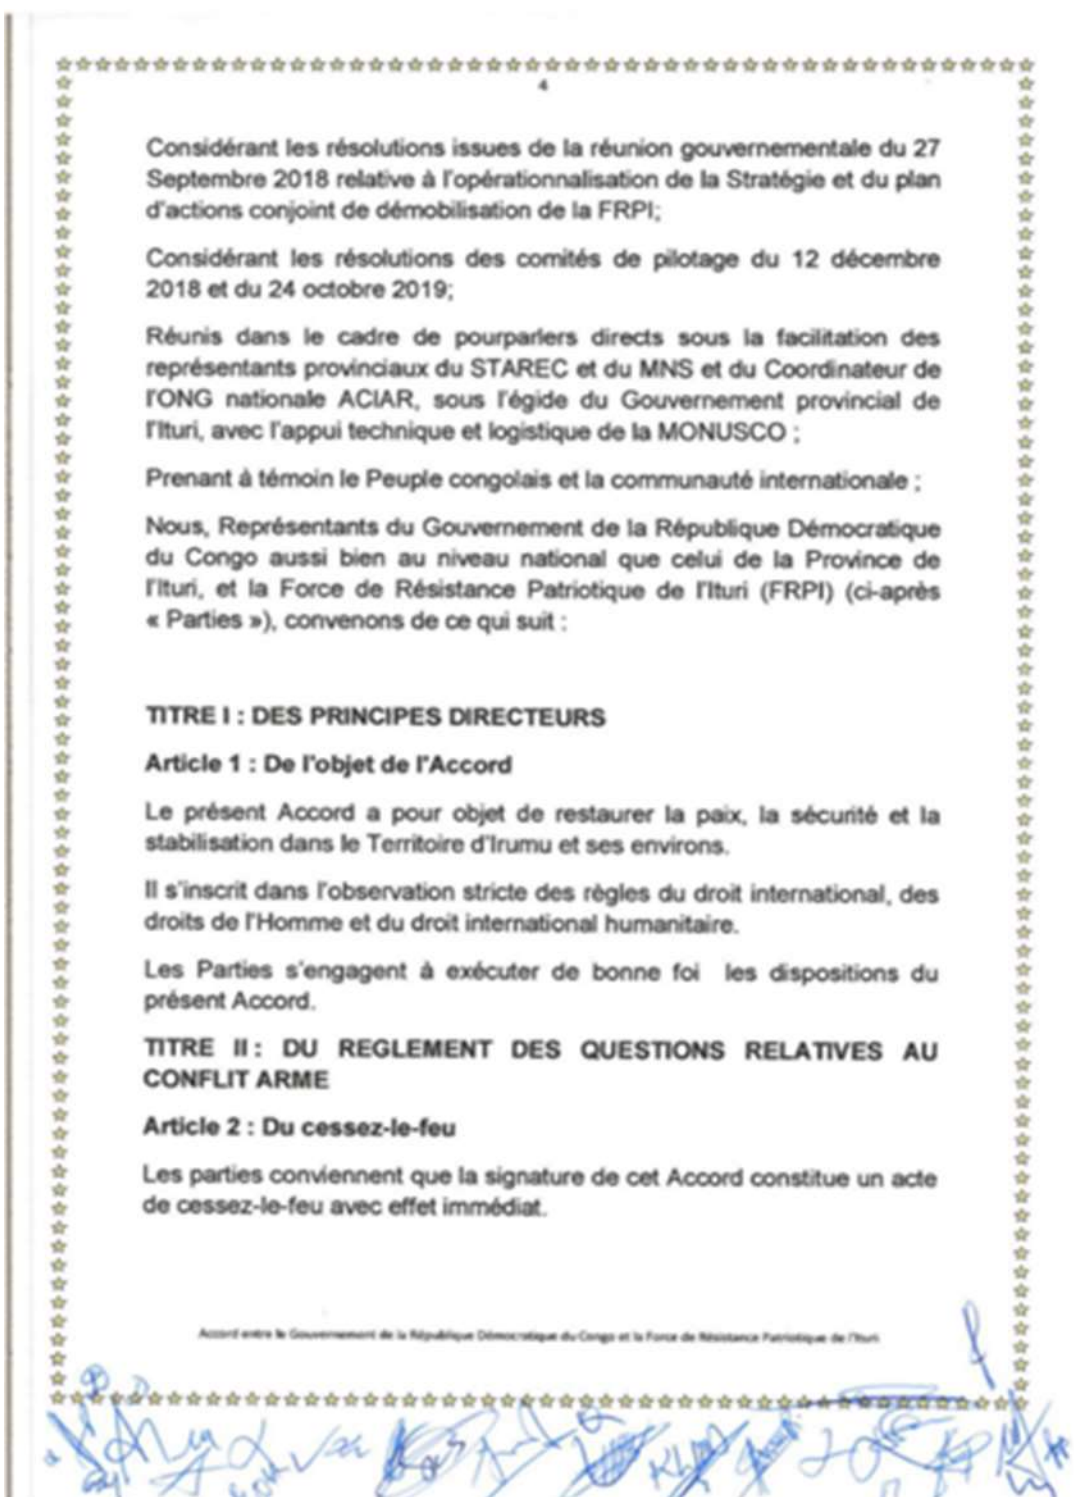 4
Considérant les résolutions issues de la réunion gouvernementale du 27
Septembre 2018 relative à l'opérationnalisation de la Stratégie et du plan
d'actions conjoint de démobilisation de la FRPI;
Considérant les résolutions des comités de pilotage du 12 décembre
2018 et du 24 octobre 2019;
Réunis dans le cadre de pourparlers directs sous la facilitation des
représentants provinciaux du STAREC et du MNS et du Coordinateur de
l'ONG nationale ACIAR, sous l'égide du Gouvernement provincial de
l'Ituri, avec l'appui technique et logistique de la MONUSCO ;
Prenant à témoin le Peuple congolais et la communauté internationale ;
Nous, Représentants du Gouvernement de la République Démocratique
du Congo aussi bien au niveau national que celui de la Province de
l'Ituri, et la Force de Résistance Patriotique de l'Ituri (FRPI) (ci-après
« Parties »), convenons de ce qui suit :
TITRE I : DES PRINCIPES DIRECTEURS
Article 1 : De l'objet de l'Accord
Le présent Accord a pour objet de restaurer la paix, la sécurité et la
stabilisation dans le Territoire d'Irumu et ses environs.
Il s'inscrit dans l'observation stricte des règles du droit international, des
droits de l'Homme et du droit international humanitaire.
Les Parties s'engagent à exécuter de bonne foi les dispositions du
présent Accord.
TITRE II : DU REGLEMENT DES QUESTIONS RELATIVES AU
CONFLIT ARME
Article 2 : Du cessez-le-feu
Les parties conviennent que la signature de cet Accord constitue un acte
de cessez-le-feu avec effet immédiat.
Accord entre le Gouvernement de la République Démocratique du Congo et la Force de Résistance Patriotique de l'Ituri